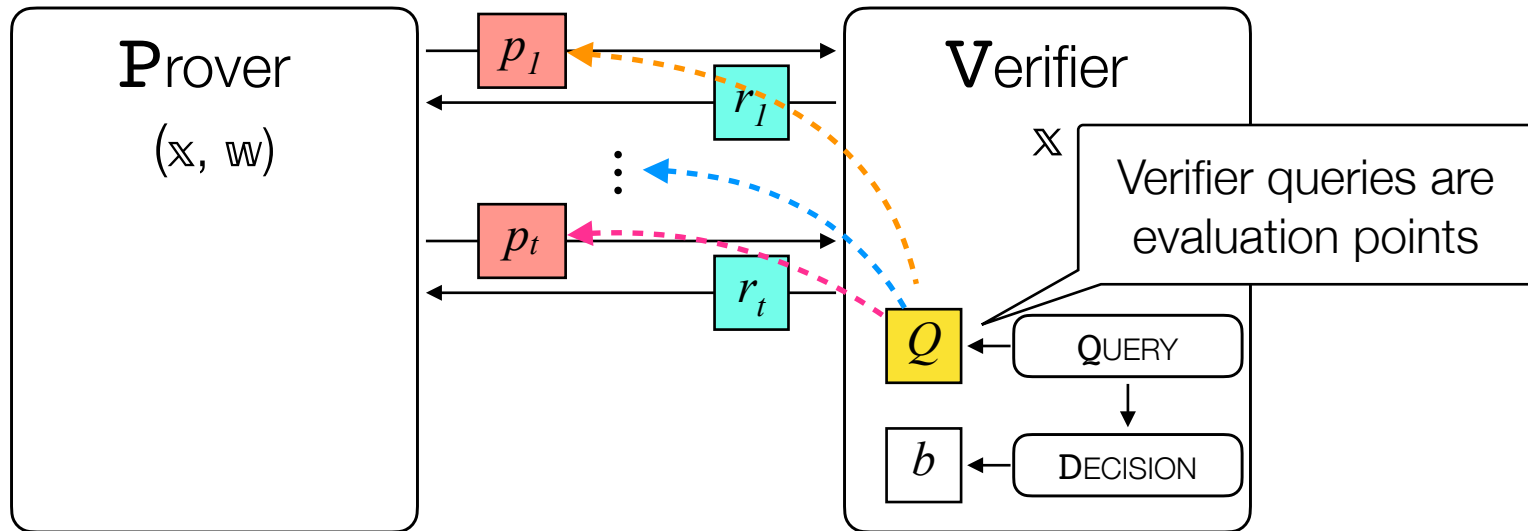 Prover
(𝕩, 𝕨)
p₁
r₁
⋮
pₜ
rₜ
Verifier
𝕩
Verifier queries are
evaluation points
Q
QUERY
b
DECISION